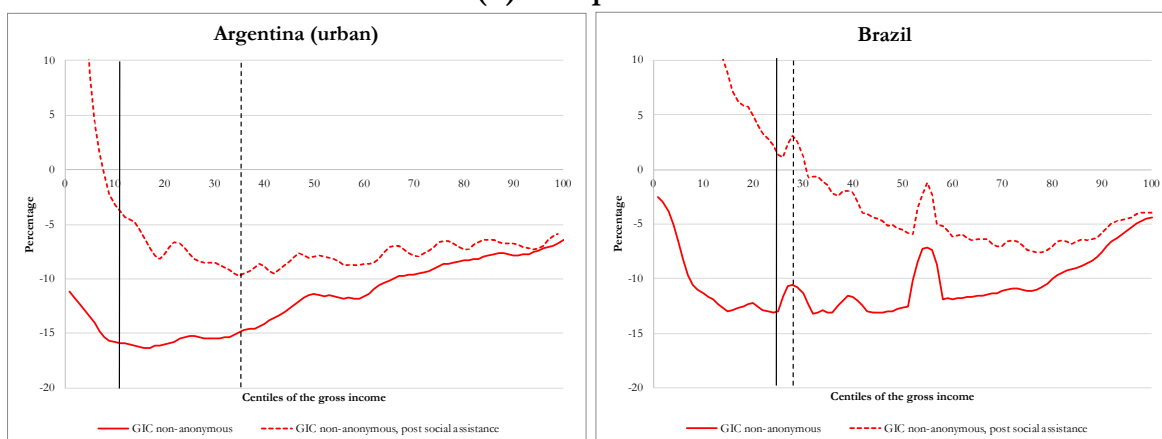 Argentina (urban)
10
5
0
-5
-10
-15
-20
0 10 20 30 40 50 60 70 80 90 100
Percentage
Centiles of the gross income
GIC non-anonymous GIC non-anonymous, post social assistance
Brazil
10
5
0
-5
-10
-15
-20
0 10 20 30 40 50 60 70 80 90 100
Percentage
Centiles of the gross income
GIC non-anonymous GIC non-anonymous, post social assistance